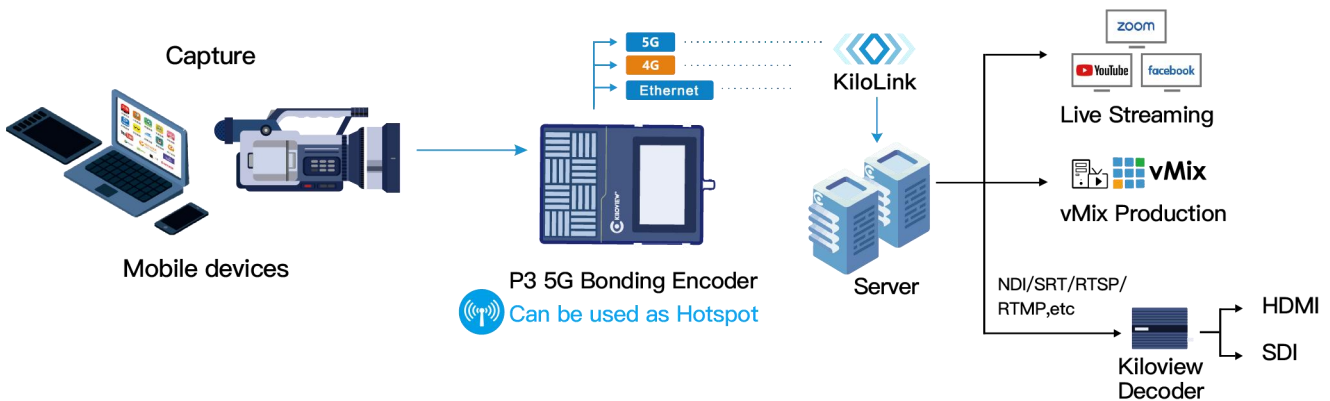 Capture
Mobile devices
5G
4G
Ethernet
KILOVIEW
P3 5G Bonding Encoder
Can be used as Hotspot
KiloLink
Server
zoom
YouTube
facebook
Live Streaming
vMix
vMix Production
NDI/SRT/RTSP/
RTMP,etc
Kiloview
Decoder
HDMI
SDI